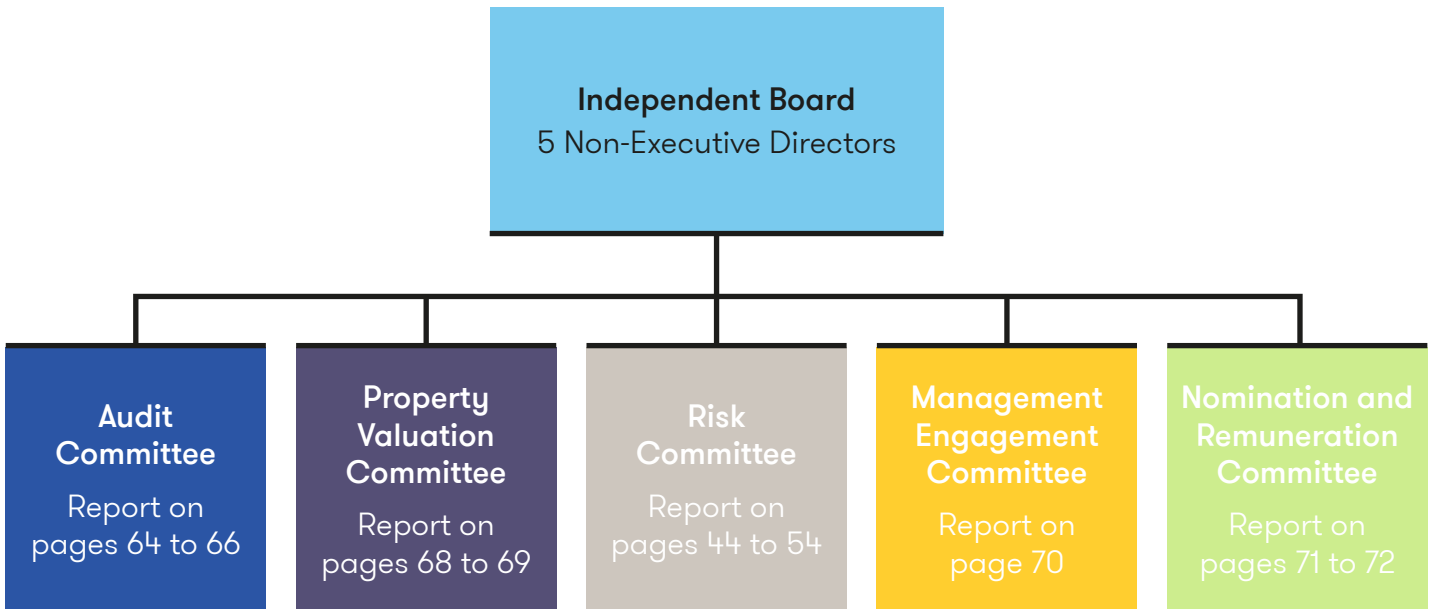 Independent Board
5 Non-Executive Directors
Audit
Committee
Report on
pages 64 to 66
Property
Valuation
Committee
Report on
pages 68 to 69
Risk
Committee
Report on
pages 44 to 54
Management
Engagement
Committee
Report on
page 70
Nomination and
Remuneration
Committee
Report on
pages 71 to 72